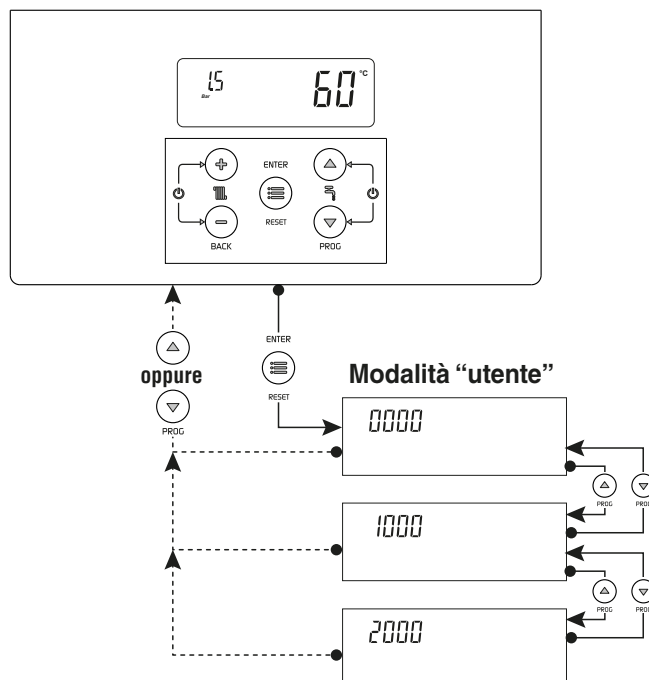 1.5 60 °C
Bar
ENTER
RESET
BACK PROG
ENTER
oppure
RESET
PROG
Modalità “utente”
0000
PROG PROG
1000
PROG PROG
2000